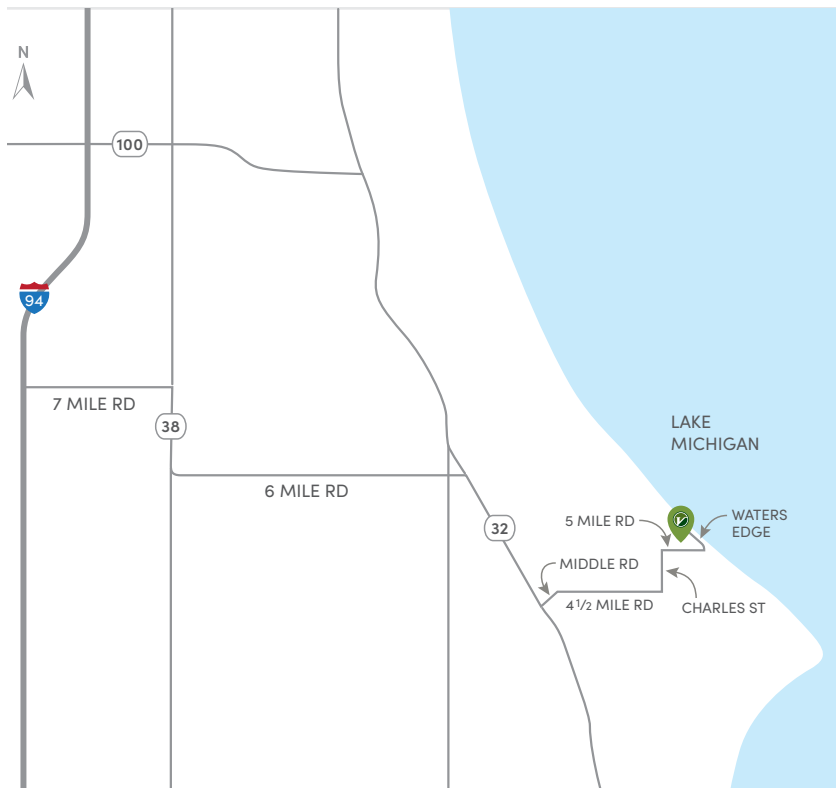 N
100
94
7 MILE RD
38
LAKE
MICHIGAN
6 MILE RD
32
5 MILE RD
WATERS
EDGE
MIDDLE RD
4 1/2 MILE RD
CHARLES ST